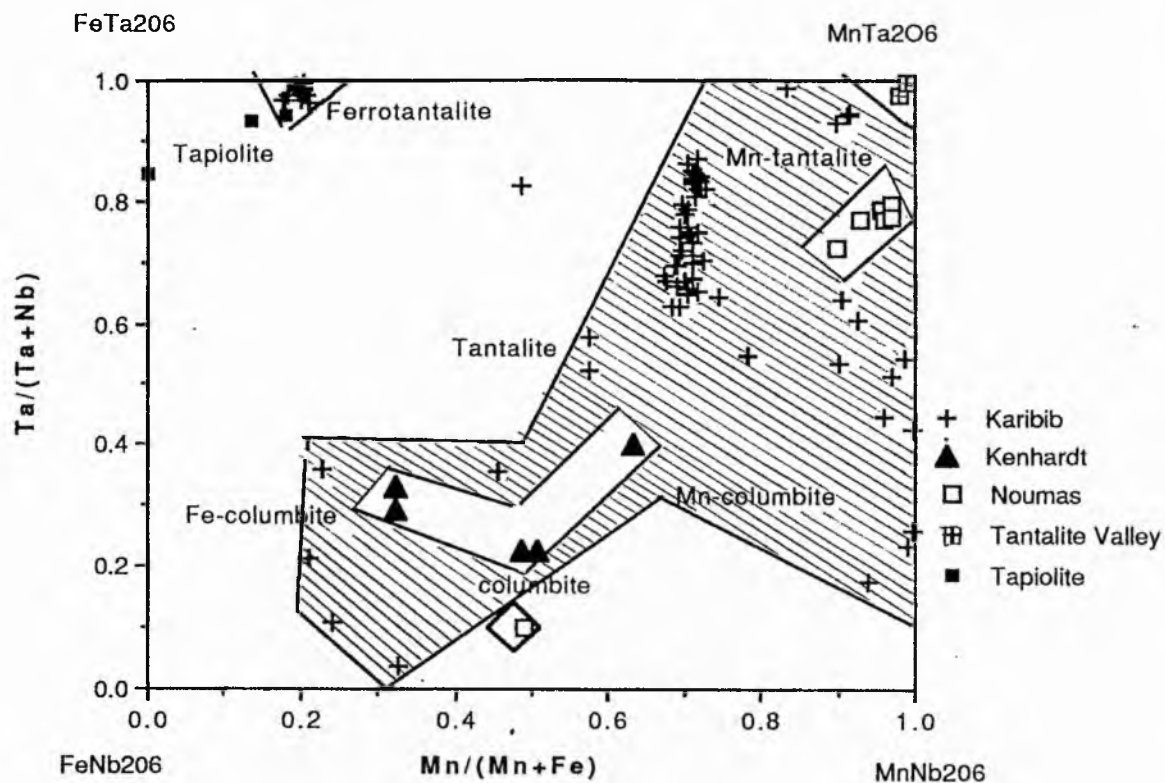 FeTa206
MnTa2O6
1.0
0.8
0.6
0.4
0.2
0.0
Ta/(Ta+Nb)
Ferrotantalite
Tapiolite
Mn-tantalite
Tantalite
Fe-columbite
Mn-columbite
columbite
Karibib
Kenhardt
Noumas
Tantalite Valley
Tapiolite
0.0
0.2
0.4
0.6
0.8
1.0
FeNb206
Mn/(Mn+Fe)
MnNb206